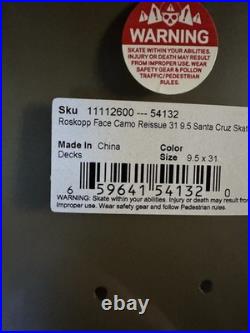 WARNING
SKATE WITHIN YOUR ABILITIES.
INJURY OR DEATH MAY RESULT
FROM IMPROPER USE. WEAR
SAFETY GEAR & FOLLOW
TRAFFIC/PEDESTRIAN
RULES.
Sku 11112600 --- 54132
Roskopp Face Camo Reissue 31 9.5 Santa Cruz Skat
Made In China Color
Decks Size 9.5 x 31
6 59641 54132 0
WARNING: Skate within your abilities. Injury or death may result from
improper use. Wear safety gear and follow Pedestrian rules.